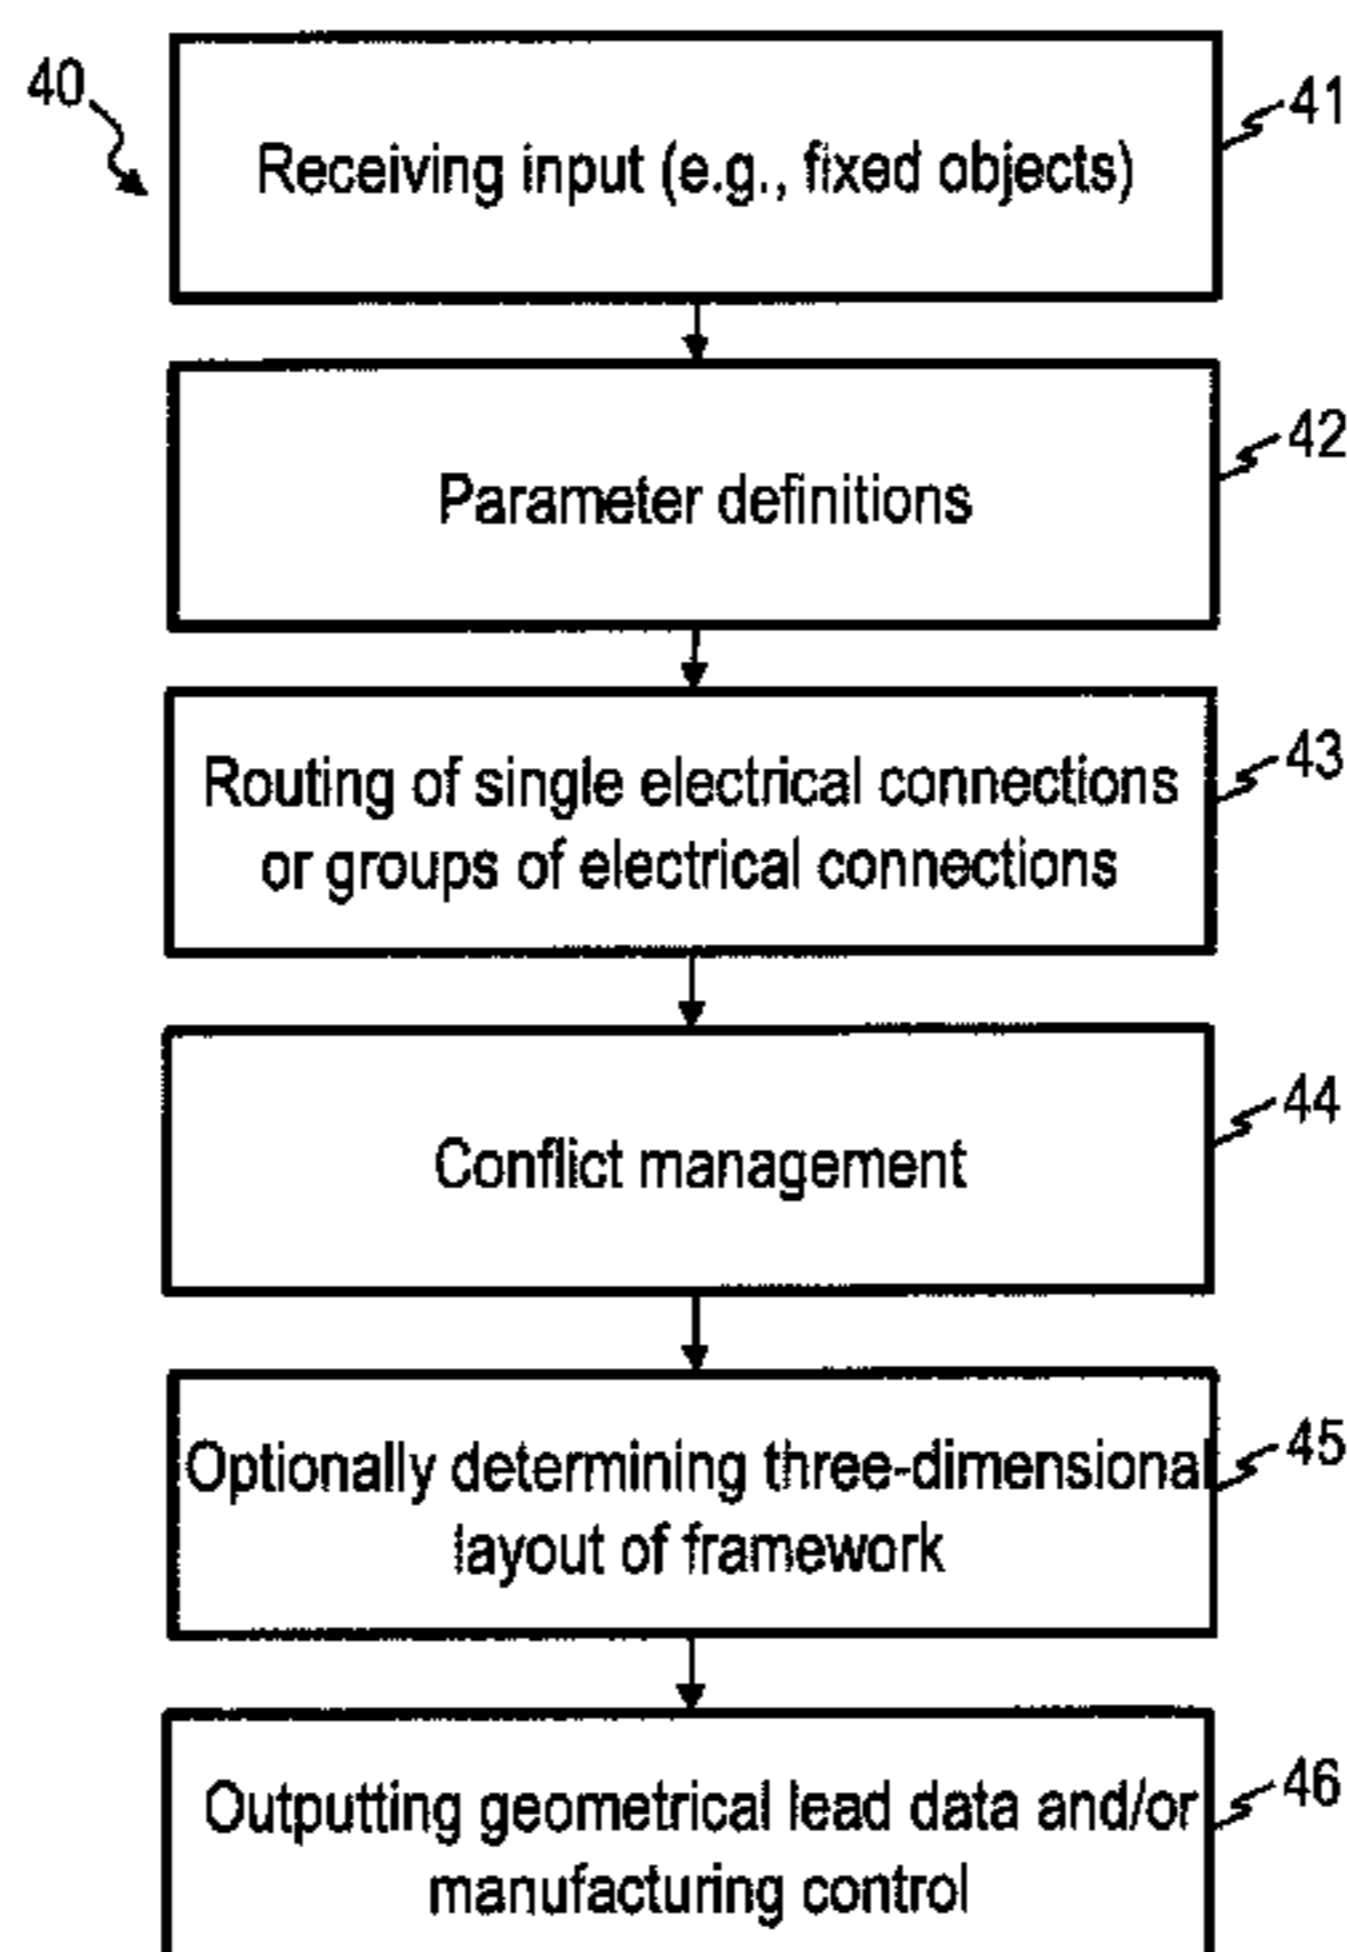 40
41
Receiving input (e.g., fixed objects)
42
Parameter definitions
43
Routing of single electrical connections
or groups of electrical connections
44
Conflict management
45
Optionally determining three-dimensional
layout of framework
46
Outputting geometrical lead data and/or
manufacturing control